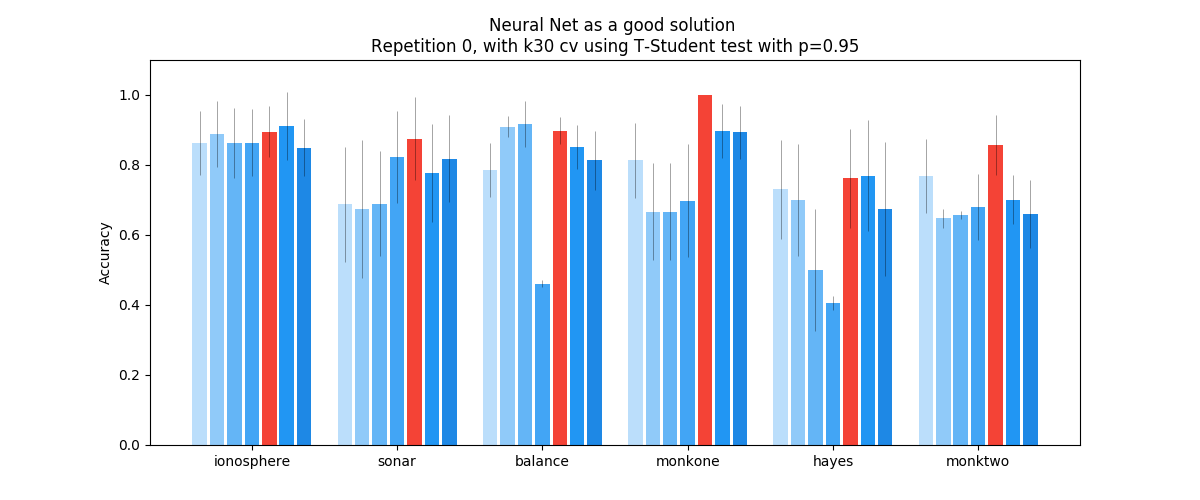 Neural Net as a good solution
Repetition 0, with k30 cv using T-Student test with p=0.95
1.0
0.8
0.6
0.4
0.2
0.0
Accuracy
ionosphere
sonar
balance
monkone
hayes
monktwo